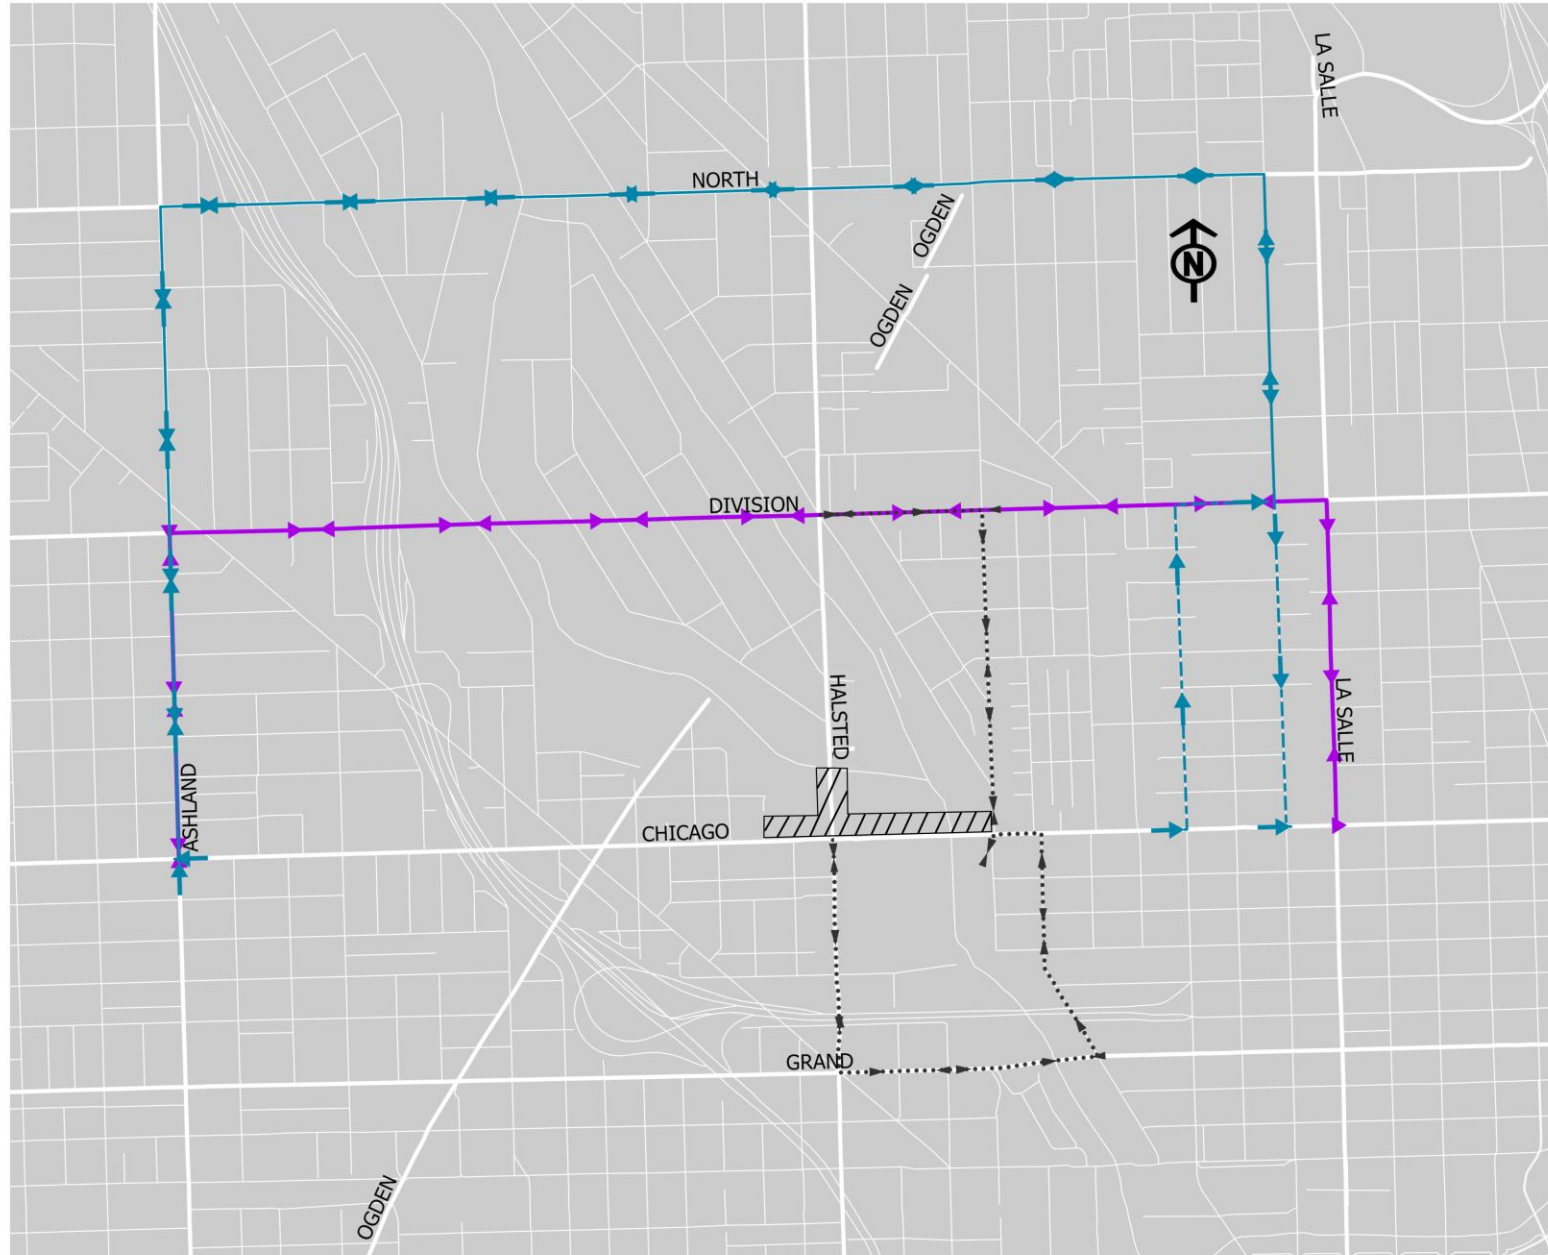 LA SALLE
NORTH
OGDEN
N
OGDEN
DIVISION
HALSTED
LA SALLE
ASHLAND
CHICAGO
GRAND
OGDEN